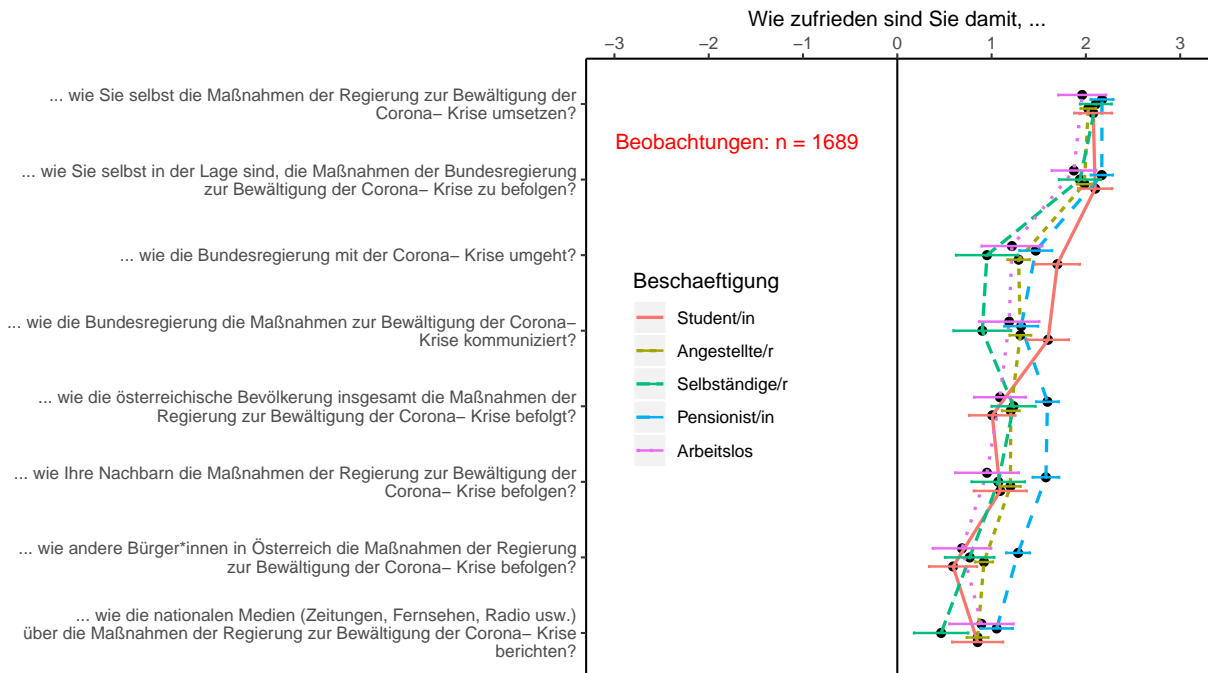 Wie zufrieden sind Sie damit, ...
−3 −2 −1 0 1 2 3
... wie Sie selbst die Maßnahmen der Regierung zur Bewältigung der
Corona− Krise umsetzen?
Beobachtungen: n = 1689
... wie Sie selbst in der Lage sind, die Maßnahmen der Bundesregierung
zur Bewältigung der Corona− Krise zu befolgen?
... wie die Bundesregierung mit der Corona− Krise umgeht?
... wie die Bundesregierung die Maßnahmen zur Bewältigung der Corona−
Krise kommuniziert?
... wie die österreichische Bevölkerung insgesamt die Maßnahmen der
Regierung zur Bewältigung der Corona− Krise befolgt?
... wie Ihre Nachbarn die Maßnahmen der Regierung zur Bewältigung der
Corona− Krise befolgen?
... wie andere Bürger*innen in Österreich die Maßnahmen der Regierung
zur Bewältigung der Corona− Krise befolgen?
... wie die nationalen Medien (Zeitungen, Fernsehen, Radio usw.)
über die Maßnahmen der Regierung zur Bewältigung der Corona− Krise
berichten?
Beschaeftigung
Student/in
Angestellte/r
Selbständige/r
Pensionist/in
Arbeitslos